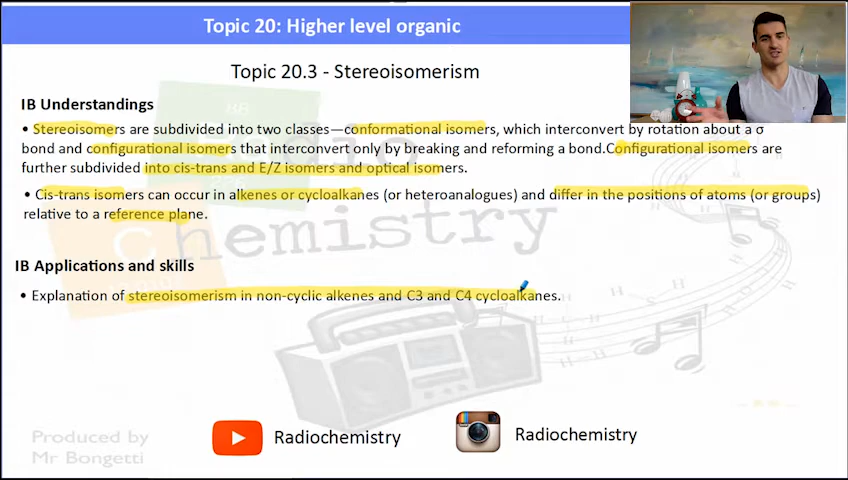 Topic 20: Higher level organic
Topic 20.3 - Stereoisomerism
IB Understandings
• Stereoisomers are subdivided into two classes—conformational isomers, which interconvert by rotation about a σ
bond and configurational isomers that interconvert only by breaking and reforming a bond.Configurational isomers are
further subdivided into cis-trans and E/Z isomers and optical isomers.
• Cis-trans isomers can occur in alkenes or cycloalkanes (or heteroanalogues) and differ in the positions of atoms (or groups)
relative to a reference plane.
IB Applications and skills
• Explanation of stereoisomerism in non-cyclic alkenes and C3 and C4 cycloalkanes.
Radio
Chemistry
Produced by
Mr Bongetti
Radiochemistry
Radiochemistry